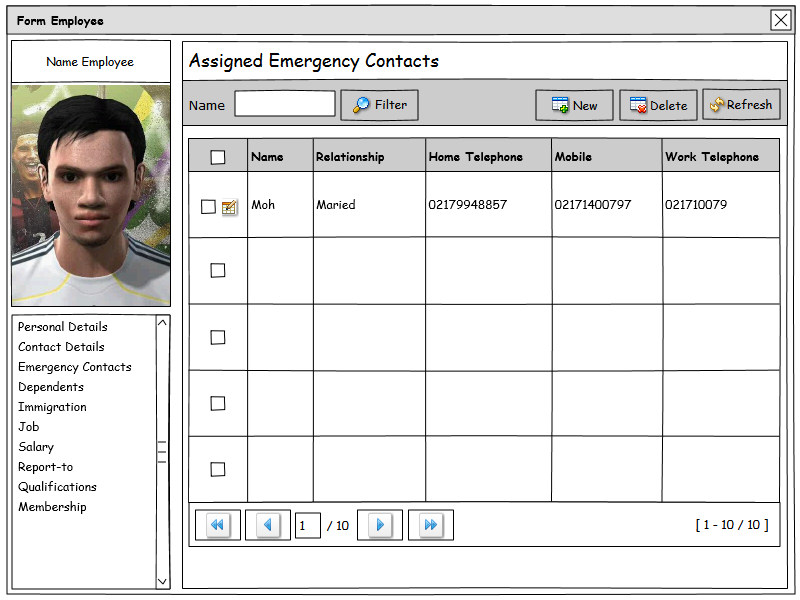 Form Employee
Name Employee
Personal Details
Contact Details
Emergency Contacts
Dependents
Immigration
Job
Salary
Report-to
Qualifications
Membership
Assigned Emergency Contacts
Name Filter New Delete Refresh
Name Relationship Home Telephone Mobile Work Telephone
Moh Maried 02179948857 02171400797 021710079
1 / 10 [ 1 - 10 / 10 ]